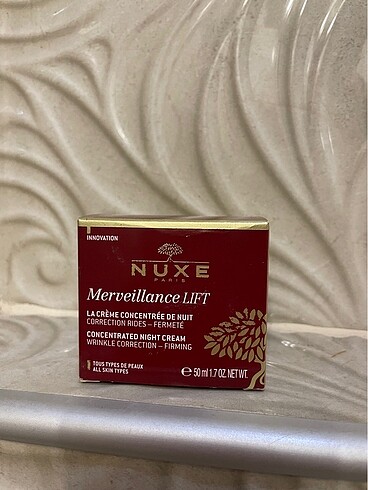 INNOVATION
NUXE
PARIS
Merveillance LIFT
LA CRÈME CONCENTRÉE DE NUIT
CORRECTION RIDES – FERMETÉ
CONCENTRATED NIGHT CREAM
WRINKLE CORRECTION – FIRMING
TOUS TYPES DE PEAUX
ALL SKIN TYPES
℮ 50 ml 1.7 OZ. NET WT.